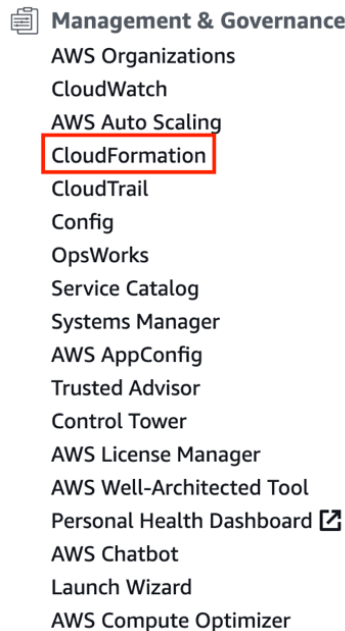 Management & Governance
AWS Organizations
CloudWatch
AWS Auto Scaling
CloudFormation
CloudTrail
Config
OpsWorks
Service Catalog
Systems Manager
AWS AppConfig
Trusted Advisor
Control Tower
AWS License Manager
AWS Well-Architected Tool
Personal Health Dashboard
AWS Chatbot
Launch Wizard
AWS Compute Optimizer